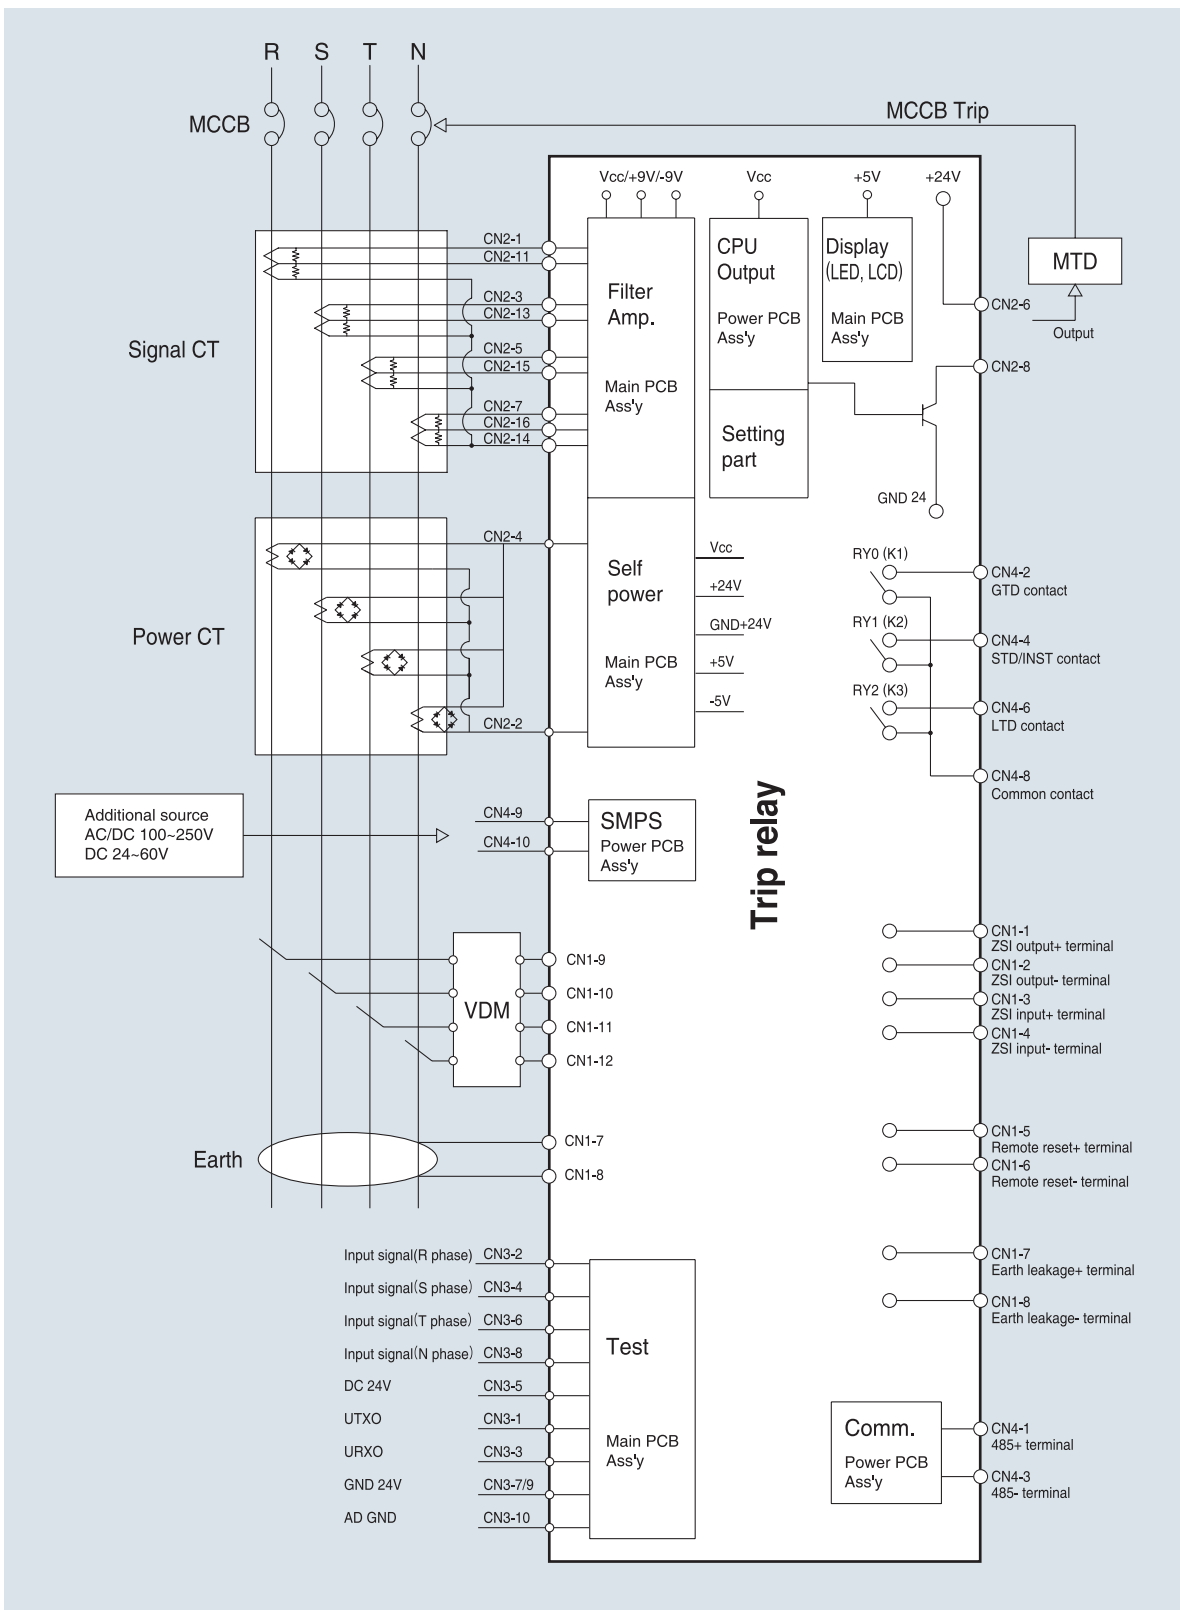 R S T N
MCCB
MCCB Trip
Vcc/+9V/-9V
Vcc
+5V
+24V
CN2-1
CN2-11
CN2-3
CN2-13
CN2-5
CN2-15
CN2-7
CN2-16
CN2-14
Signal CT
Filter
Amp.
Main PCB
Ass'y
CPU
Output
Power PCB
Ass'y
Setting
part
Display
(LED, LCD)
Main PCB
Ass'y
MTD
Output
CN2-6
CN2-8
GND 24
Power CT
CN2-4
CN2-2
Self
power
Main PCB
Ass'y
Vcc
+24V
GND+24V
+5V
-5V
RY0 (K1)
CN4-2
GTD contact
RY1 (K2)
CN4-4
STD/INST contact
RY2 (K3)
CN4-6
LTD contact
CN4-8
Common contact
Additional source
AC/DC 100~250V
DC 24~60V
CN4-9
CN4-10
SMPS
Power PCB
Ass'y
Trip relay
VDM
CN1-9
CN1-10
CN1-11
CN1-12
CN1-1
ZSI output+ terminal
CN1-2
ZSI output- terminal
CN1-3
ZSI input+ terminal
CN1-4
ZSI input- terminal
Earth
CN1-7
CN1-8
CN1-5
Remote reset+ terminal
CN1-6
Remote reset- terminal
CN1-7
Earth leakage+ terminal
CN1-8
Earth leakage- terminal
Input signal(R phase) CN3-2
Input signal(S phase) CN3-4
Input signal(T phase) CN3-6
Input signal(N phase) CN3-8
DC 24V CN3-5
UTXO CN3-1
URXO CN3-3
GND 24V CN3-7/9
AD GND CN3-10
Test
Main PCB
Ass'y
Comm.
Power PCB
Ass'y
CN4-1
485+ terminal
CN4-3
485- terminal